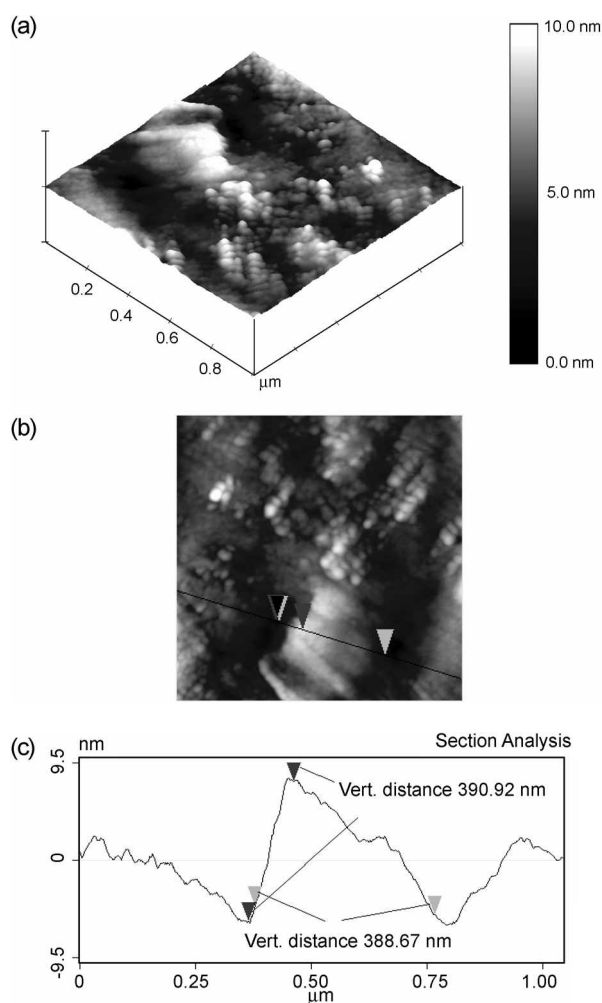 (a)
10.0 nm
5.0 nm
0.0 nm
0.2
0.4
0.6
0.8
μm
(b)
(c)
nm
Section Analysis
9.5
Vert. distance 390.92 nm
0
Vert. distance 388.67 nm
-9.5
0 0.25 0.50 0.75 1.00
μm